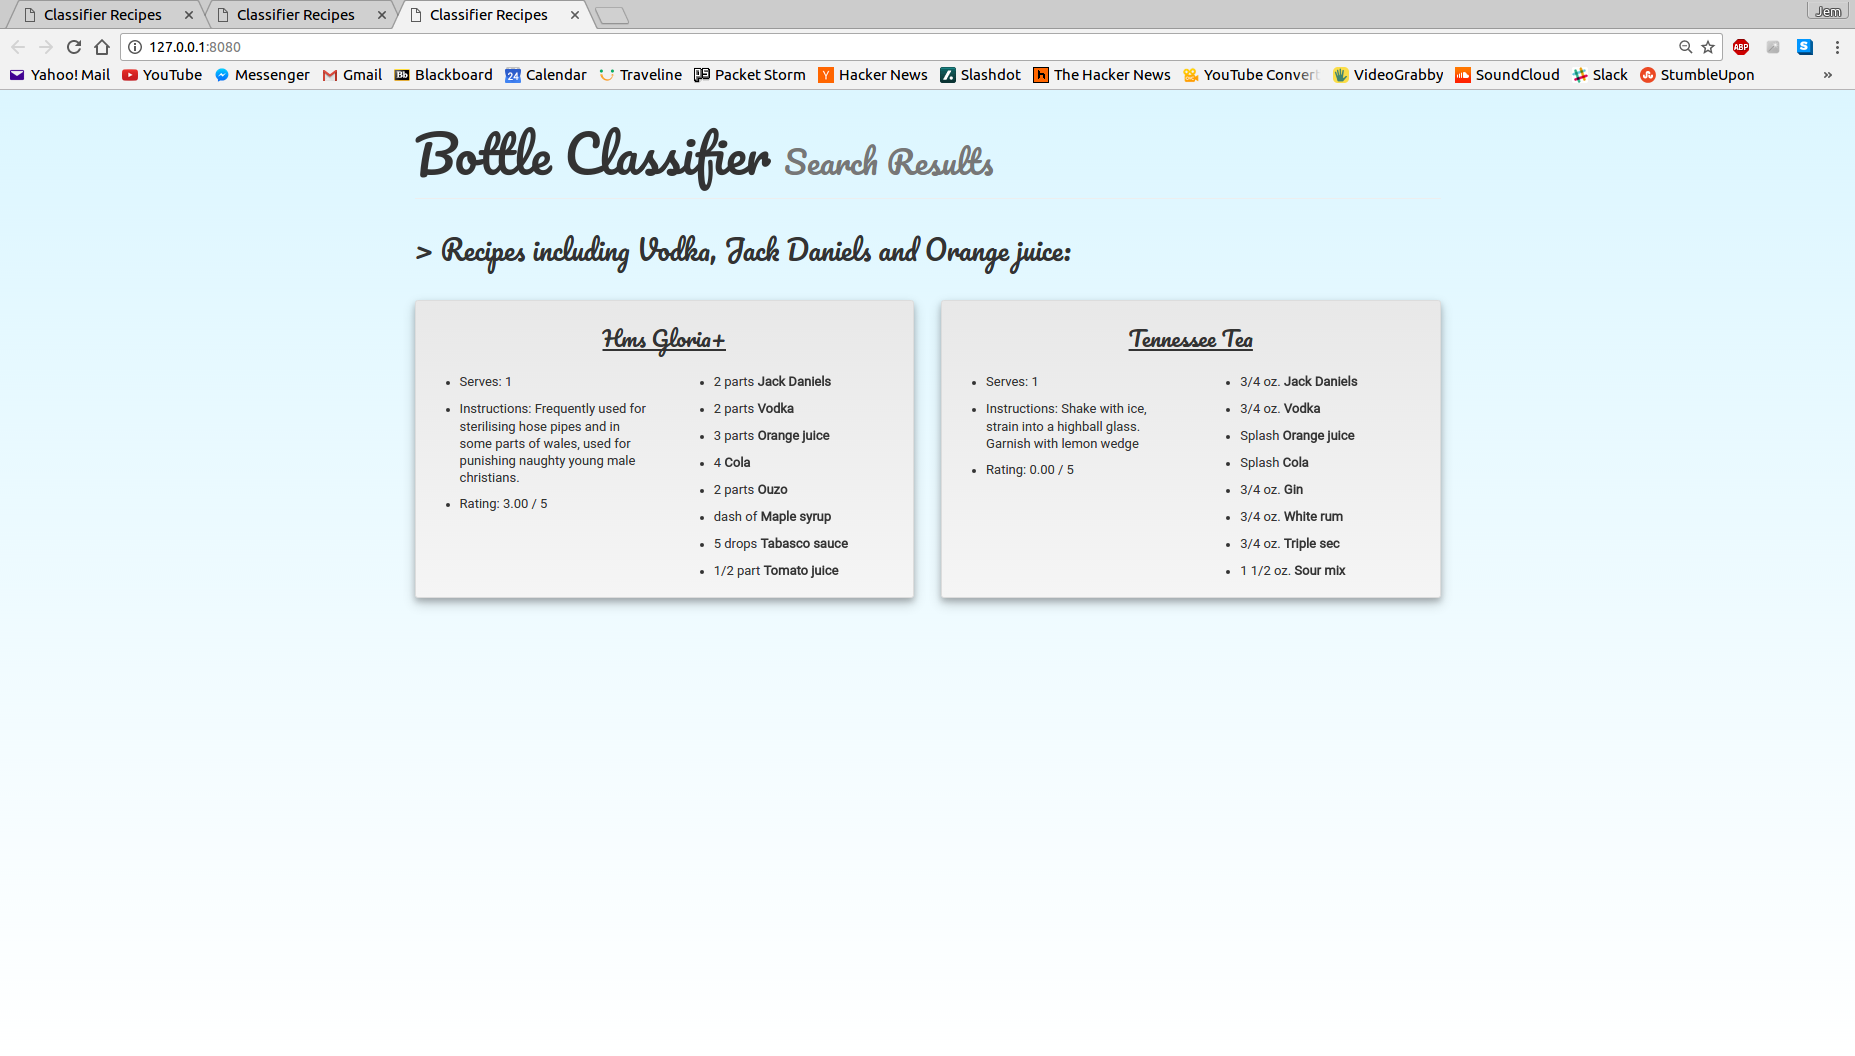 Classifier Recipes
Classifier Recipes
Classifier Recipes
Jem
127.0.0.1:8080
ABP
S
Yahoo! Mail
YouTube
Messenger
Gmail
Bb
Blackboard
24
Calendar
Traveline
Packet Storm
Y
Hacker News
Slashdot
h
The Hacker News
YouTube Convert
VideoGrabby
SoundCloud
Slack
StumbleUpon
»
Bottle Classifier Search Results
> Recipes including Vodka, Jack Daniels and Orange juice:
Hms Gloria+
Serves: 1
Instructions: Frequently used for
sterilising hose pipes and in
some parts of wales, used for
punishing naughty young male
christians.
Rating: 3.00 / 5
2 parts Jack Daniels
2 parts Vodka
3 parts Orange juice
4 Cola
2 parts Ouzo
dash of Maple syrup
5 drops Tabasco sauce
1/2 part Tomato juice
Tennessee Tea
Serves: 1
Instructions: Shake with ice,
strain into a highball glass.
Garnish with lemon wedge
Rating: 0.00 / 5
3/4 oz. Jack Daniels
3/4 oz. Vodka
Splash Orange juice
Splash Cola
3/4 oz. Gin
3/4 oz. White rum
3/4 oz. Triple sec
1 1/2 oz. Sour mix